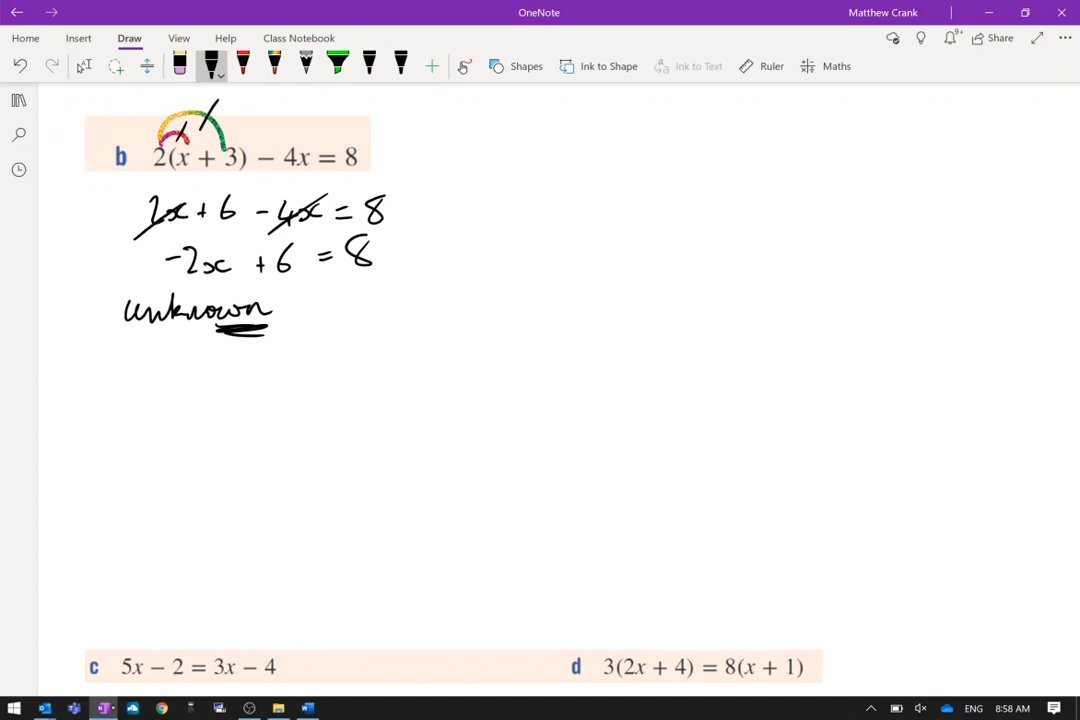 OneNote
Matthew Crank
Home Insert Draw View Help Class Notebook
9+ Share
Shapes Ink to Shape Ink to Text Ruler Maths
b 2(x + 3) − 4x = 8
2x + 6 - 4x = 8
-2x + 6 = 8
unknown
c 5x − 2 = 3x − 4
d 3(2x + 4) = 8(x + 1)
ENG 8:58 AM